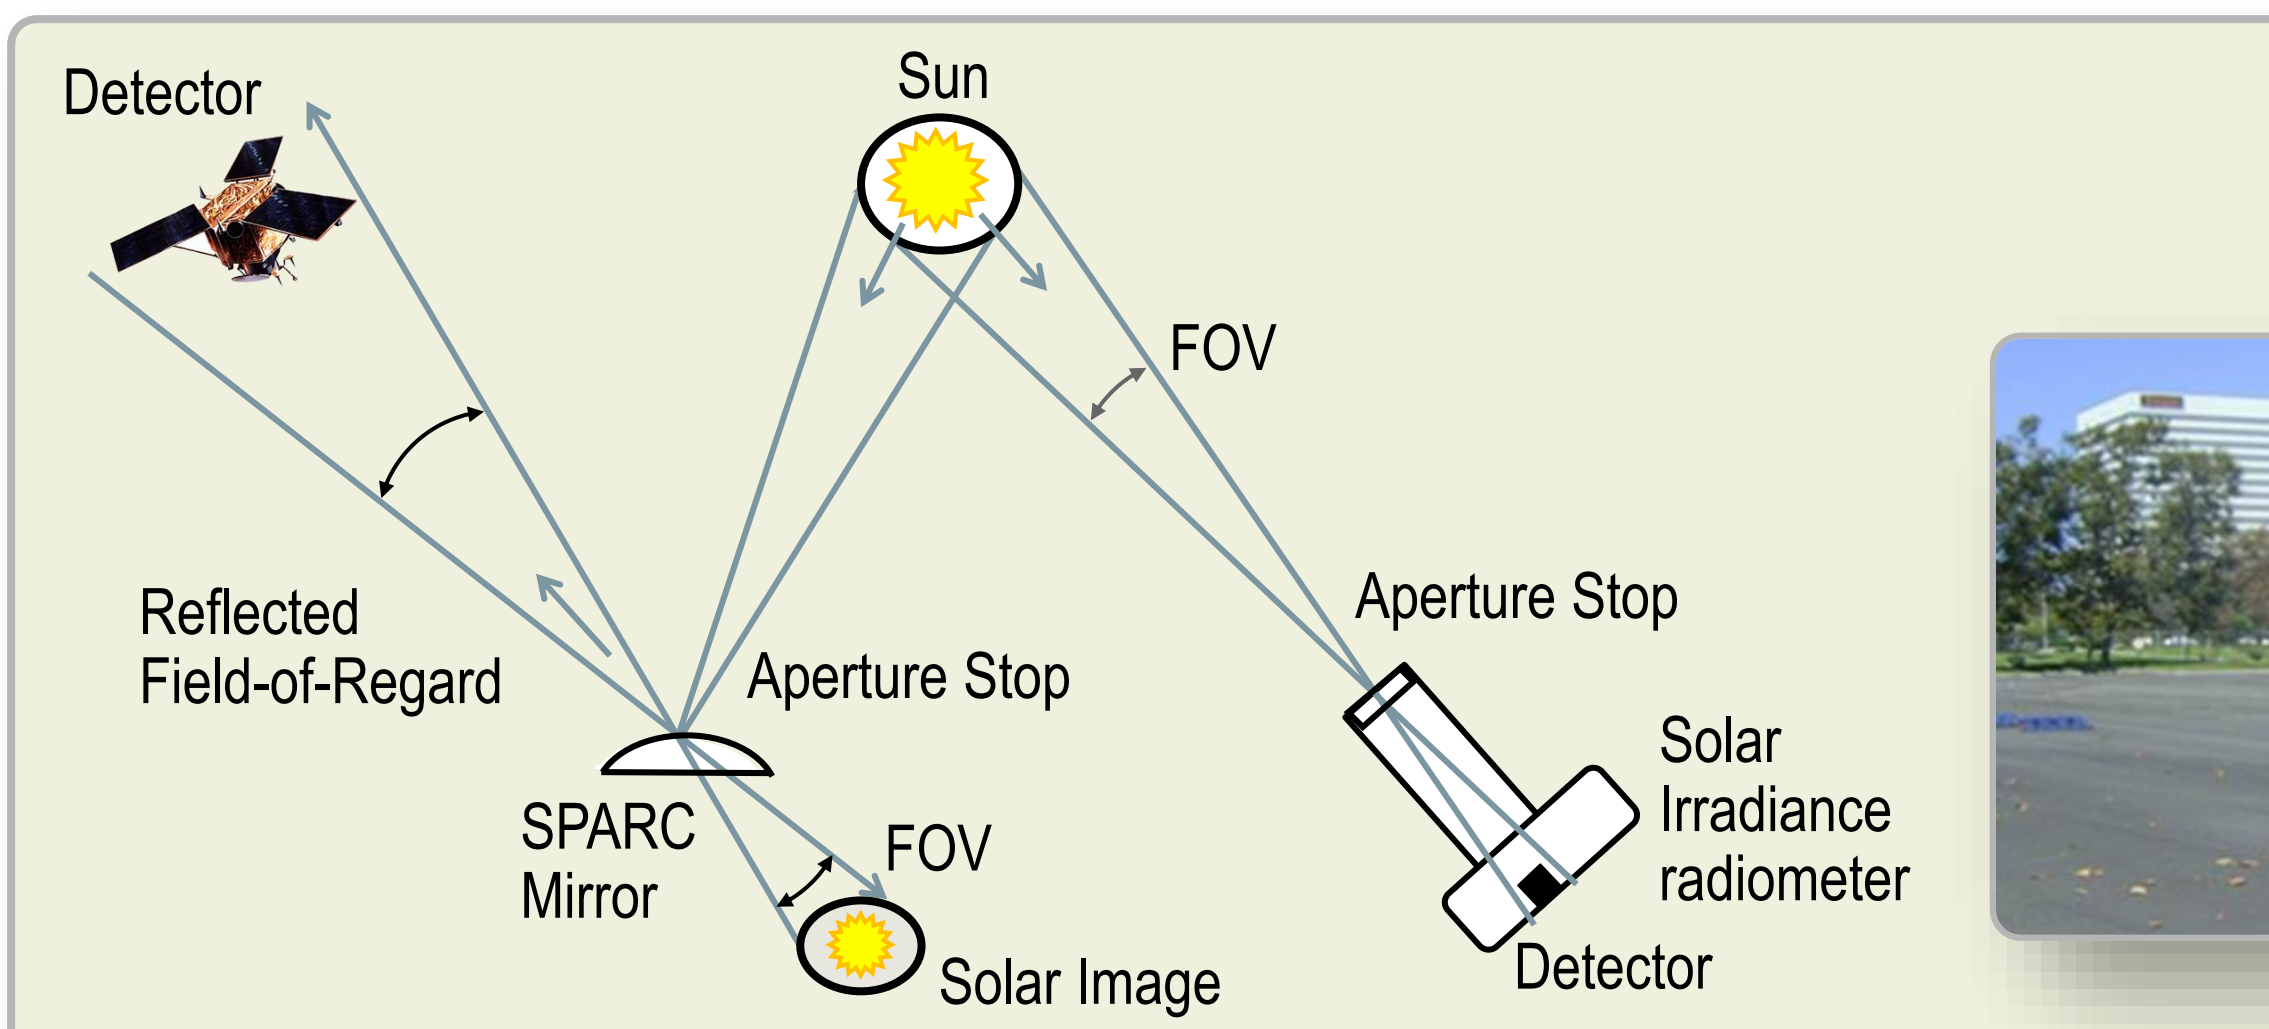 Detector
Sun
FOV
Reflected
Field-of-Regard
Aperture Stop
Aperture Stop
SPARC
Mirror
FOV
Solar Image
Solar
Irradiance
radiometer
Detector